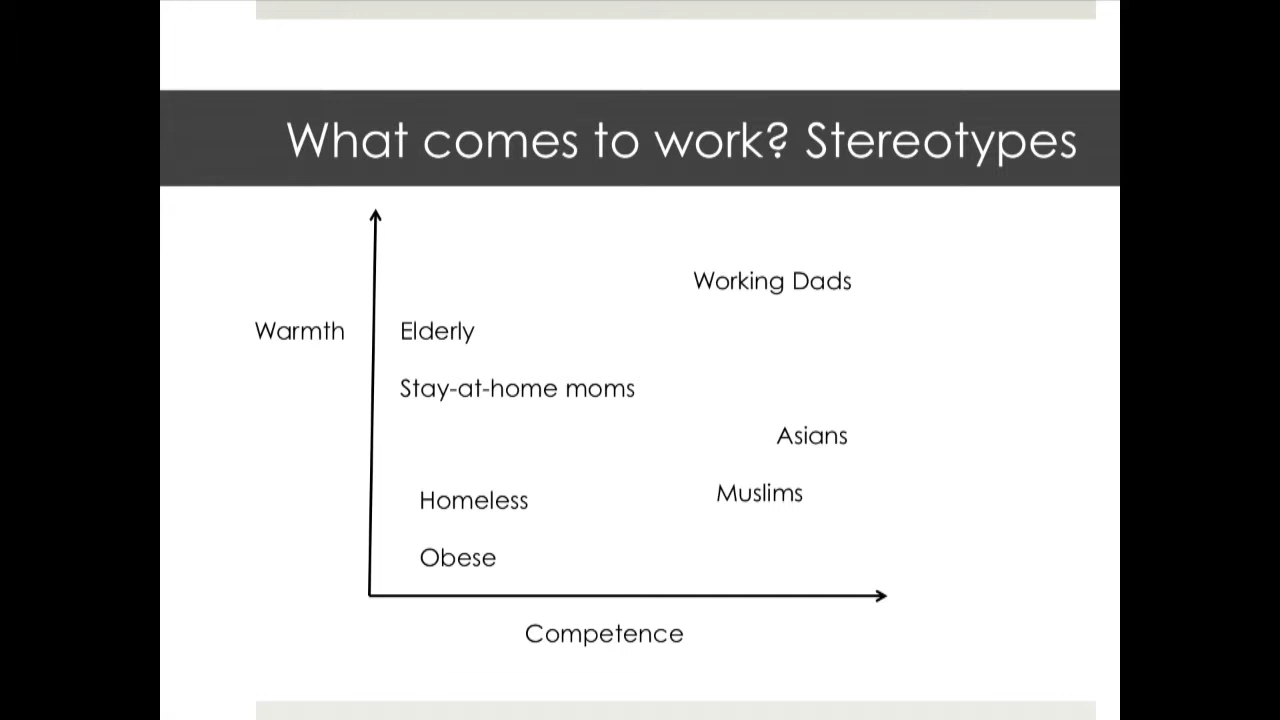 What comes to work? Stereotypes
Working Dads
Warmth
Elderly
Stay-at-home moms
Asians
Muslims
Homeless
Obese
Competence